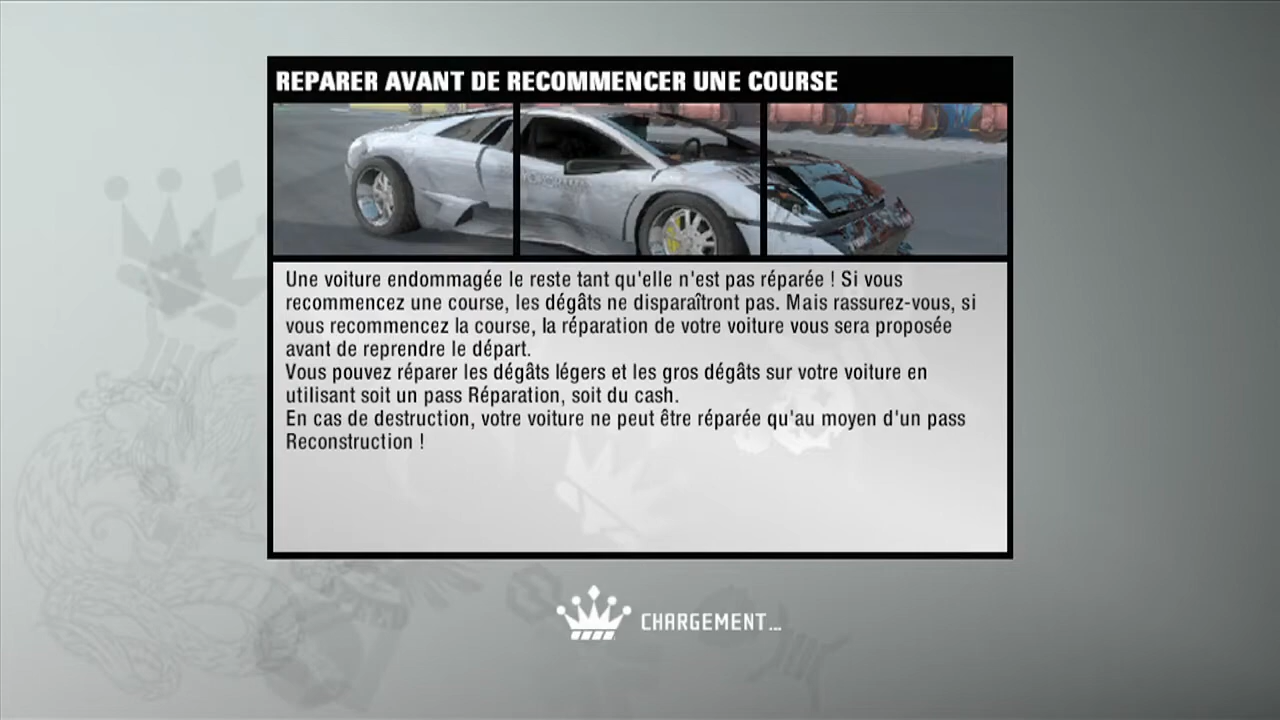 REPARER AVANT DE RECOMMENCER UNE COURSE
Une voiture endommagée le reste tant qu'elle n'est pas réparée ! Si vous
recommencez une course, les dégâts ne disparaîtront pas. Mais rassurez-vous, si
vous recommencez la course, la réparation de votre voiture vous sera proposée
avant de reprendre le départ.
Vous pouvez réparer les dégâts légers et les gros dégâts sur votre voiture en
utilisant soit un pass Réparation, soit du cash.
En cas de destruction, votre voiture ne peut être réparée qu'au moyen d'un pass
Reconstruction !
CHARGEMENT...